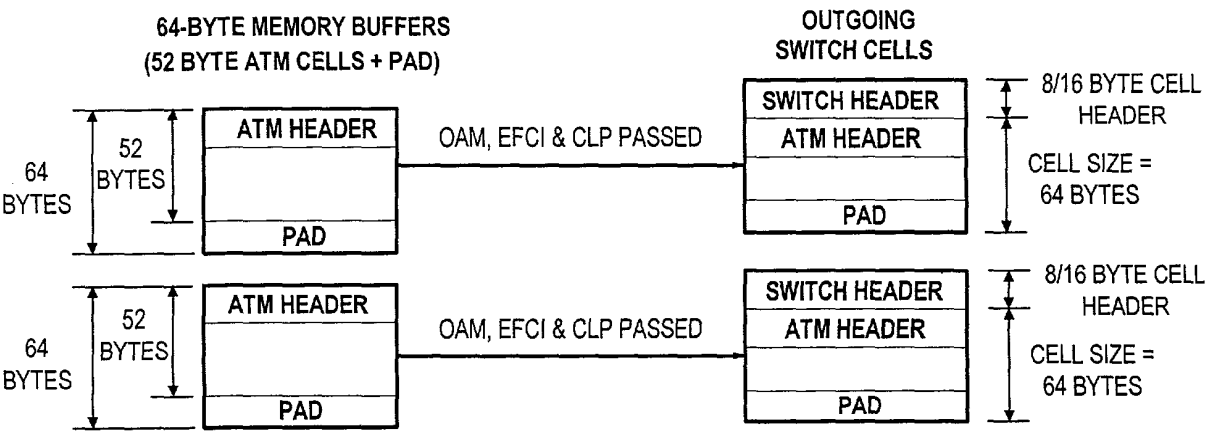 64-BYTE MEMORY BUFFERS
(52 BYTE ATM CELLS + PAD)
OUTGOING
SWITCH CELLS
64
BYTES
52
BYTES
ATM HEADER
PAD
OAM, EFCI & CLP PASSED
SWITCH HEADER
ATM HEADER
PAD
8/16 BYTE CELL
HEADER
CELL SIZE =
64 BYTES
64
BYTES
52
BYTES
ATM HEADER
PAD
OAM, EFCI & CLP PASSED
SWITCH HEADER
ATM HEADER
PAD
8/16 BYTE CELL
HEADER
CELL SIZE =
64 BYTES